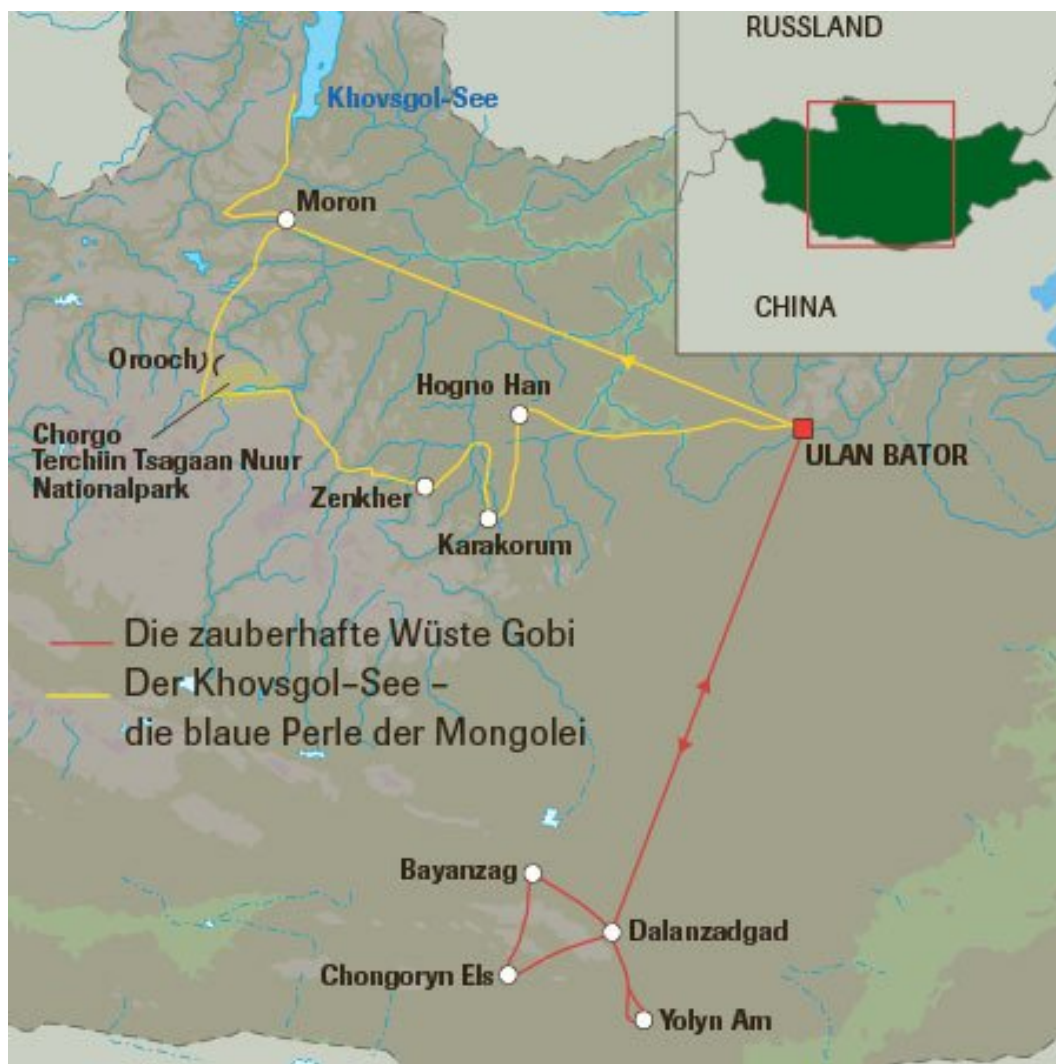 RUSSLAND
CHINA
Khovsgol-See
Moron
Orooch
Hogno Han
Chorgo
Terchiin Tsagaan Nuur
Nationalpark
ULAN BATOR
Zenkher
Karakorum
Die zauberhafte Wüste Gobi
Der Khovsgol-See –
die blaue Perle der Mongolei
Bayanzag
Dalanzadgad
Chongoryn Els
Yolyn Am